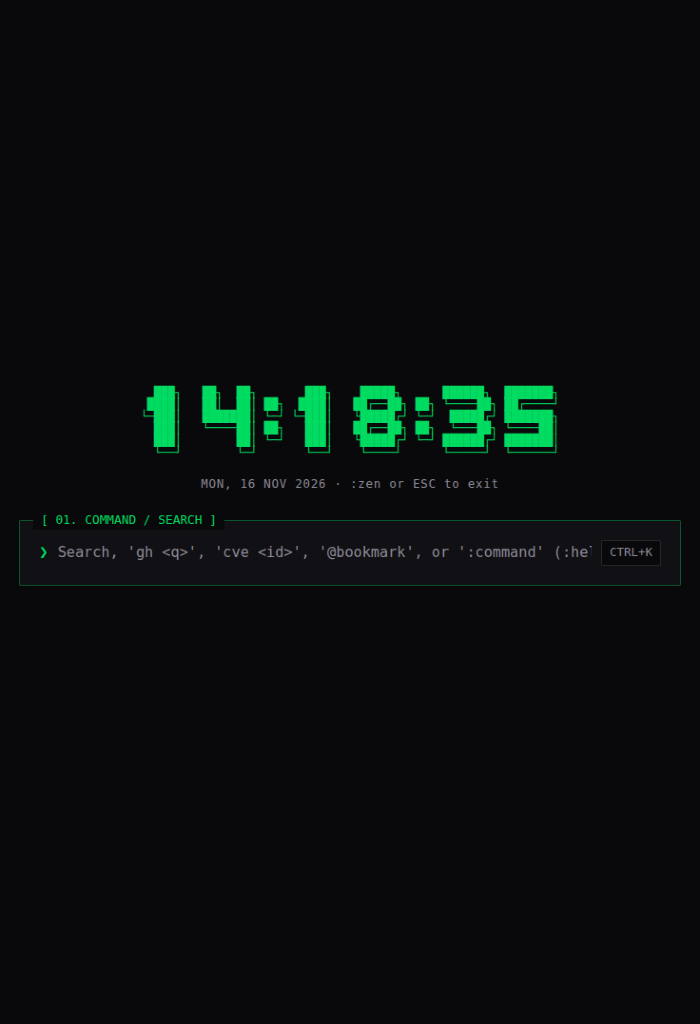 14:18:35
MON, 16 NOV 2026 · :zen or ESC to exit
[ 01. COMMAND / SEARCH ]
❯ Search, 'gh <q>', 'cve <id>', '@bookmark', or ':command' (:hel CTRL+K